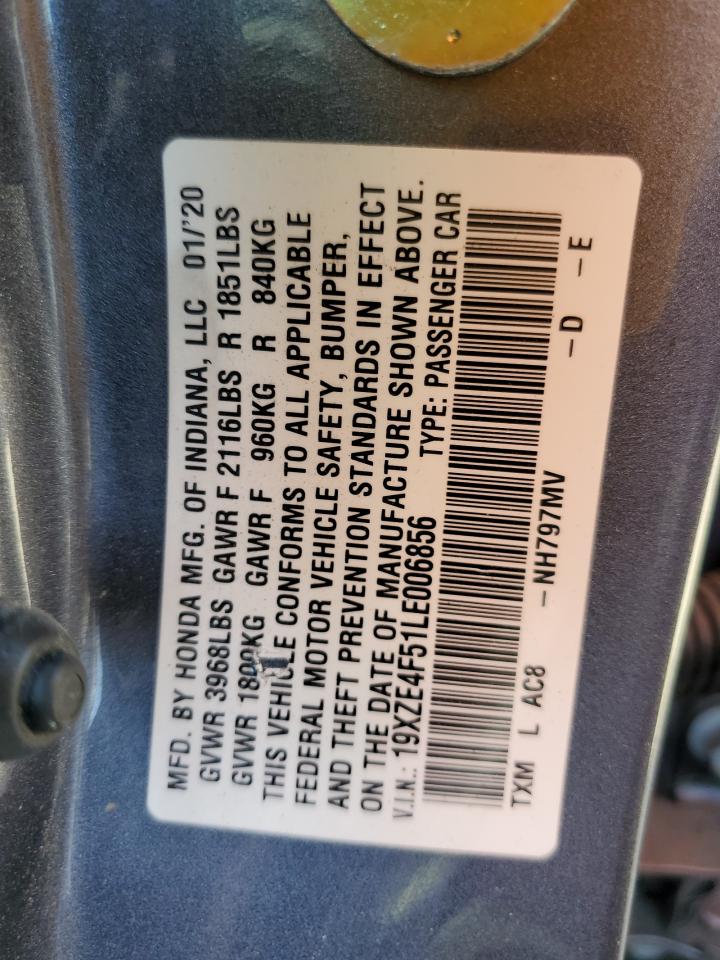 MFD. BY HONDA MFG. OF INDIANA, LLC 01/'20
GVWR 3968LBS GAWR F 2116LBS R 1851LBS
GVWR 1800KG GAWR F 960KG R 840KG
THIS VEHICLE CONFORMS TO ALL APPLICABLE
FEDERAL MOTOR VEHICLE SAFETY, BUMPER,
AND THEFT PREVENTION STANDARDS IN EFFECT
ON THE DATE OF MANUFACTURE SHOWN ABOVE.
V.I.N.: 19XZE4F51LE006856 TYPE: PASSENGER CAR
TXM L AC8 -NH797MV -D -E